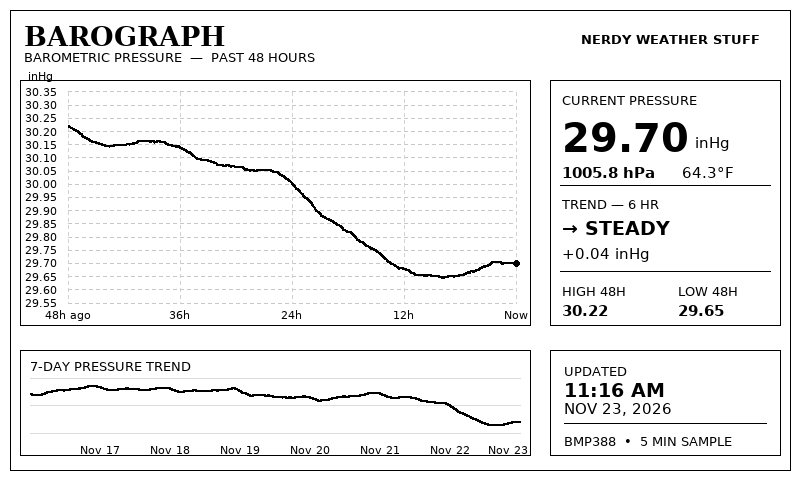 BAROGRAPH
BAROMETRIC PRESSURE — PAST 48 HOURS
NERDY WEATHER STUFF
inHg
30.35
30.30
30.25
30.20
30.15
30.10
30.05
30.00
29.95
29.90
29.85
29.80
29.75
29.70
29.65
29.60
29.55
48h ago 36h 24h 12h Now
CURRENT PRESSURE
29.70 inHg
1005.8 hPa 64.3°F
TREND — 6 HR
→ STEADY
+0.04 inHg
HIGH 48H LOW 48H
30.22 29.65
7-DAY PRESSURE TREND
Nov 17 Nov 18 Nov 19 Nov 20 Nov 21 Nov 22 Nov 23
UPDATED
11:16 AM
NOV 23, 2026
BMP388 • 5 MIN SAMPLE